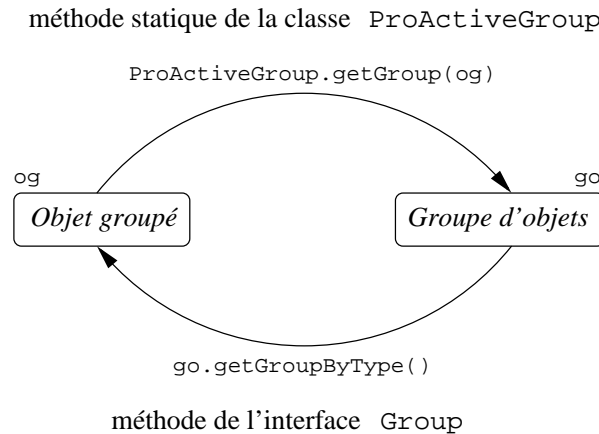 méthode statique de la classe ProActiveGroup
ProActiveGroup.getGroup(og)
og
go
Objet groupé
Groupe d'objets
go.getGroupByType()
méthode de l'interface Group